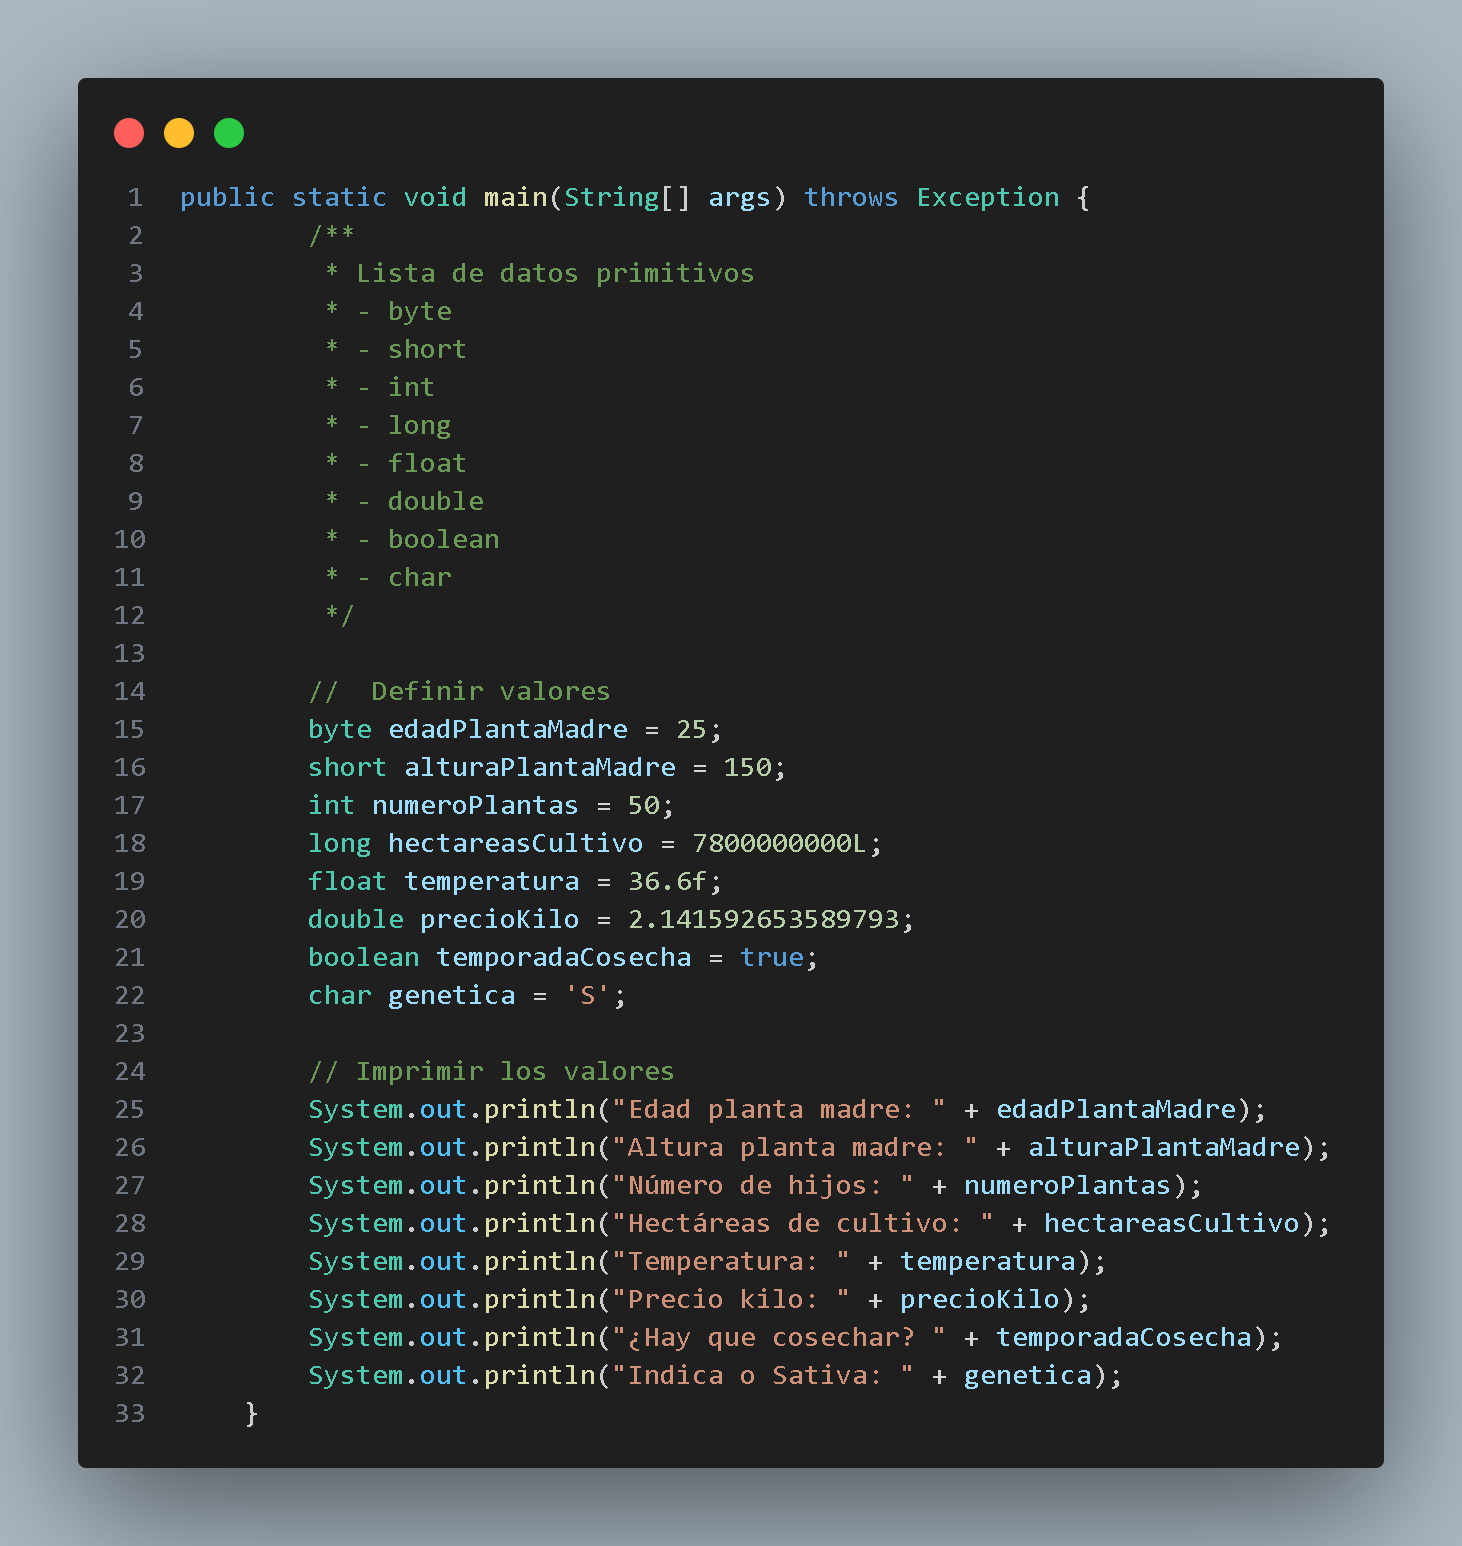 1 public static void main(String[] args) throws Exception {
2 /**
3 * Lista de datos primitivos
4 * - byte
5 * - short
6 * - int
7 * - long
8 * - float
9 * - double
10 * - boolean
11 * - char
12 */
13
14 //  Definir valores
15 byte edadPlantaMadre = 25;
16 short alturaPlantaMadre = 150;
17 int numeroPlantas = 50;
18 long hectareasCultivo = 7800000000L;
19 float temperatura = 36.6f;
20 double precioKilo = 2.141592653589793;
21 boolean temporadaCosecha = true;
22 char genetica = 'S';
23
24 // Imprimir los valores
25 System.out.println("Edad planta madre: " + edadPlantaMadre);
26 System.out.println("Altura planta madre: " + alturaPlantaMadre);
27 System.out.println("Número de hijos: " + numeroPlantas);
28 System.out.println("Hectáreas de cultivo: " + hectareasCultivo);
29 System.out.println("Temperatura: " + temperatura);
30 System.out.println("Precio kilo: " + precioKilo);
31 System.out.println("¿Hay que cosechar? " + temporadaCosecha);
32 System.out.println("Indica o Sativa: " + genetica);
33 }